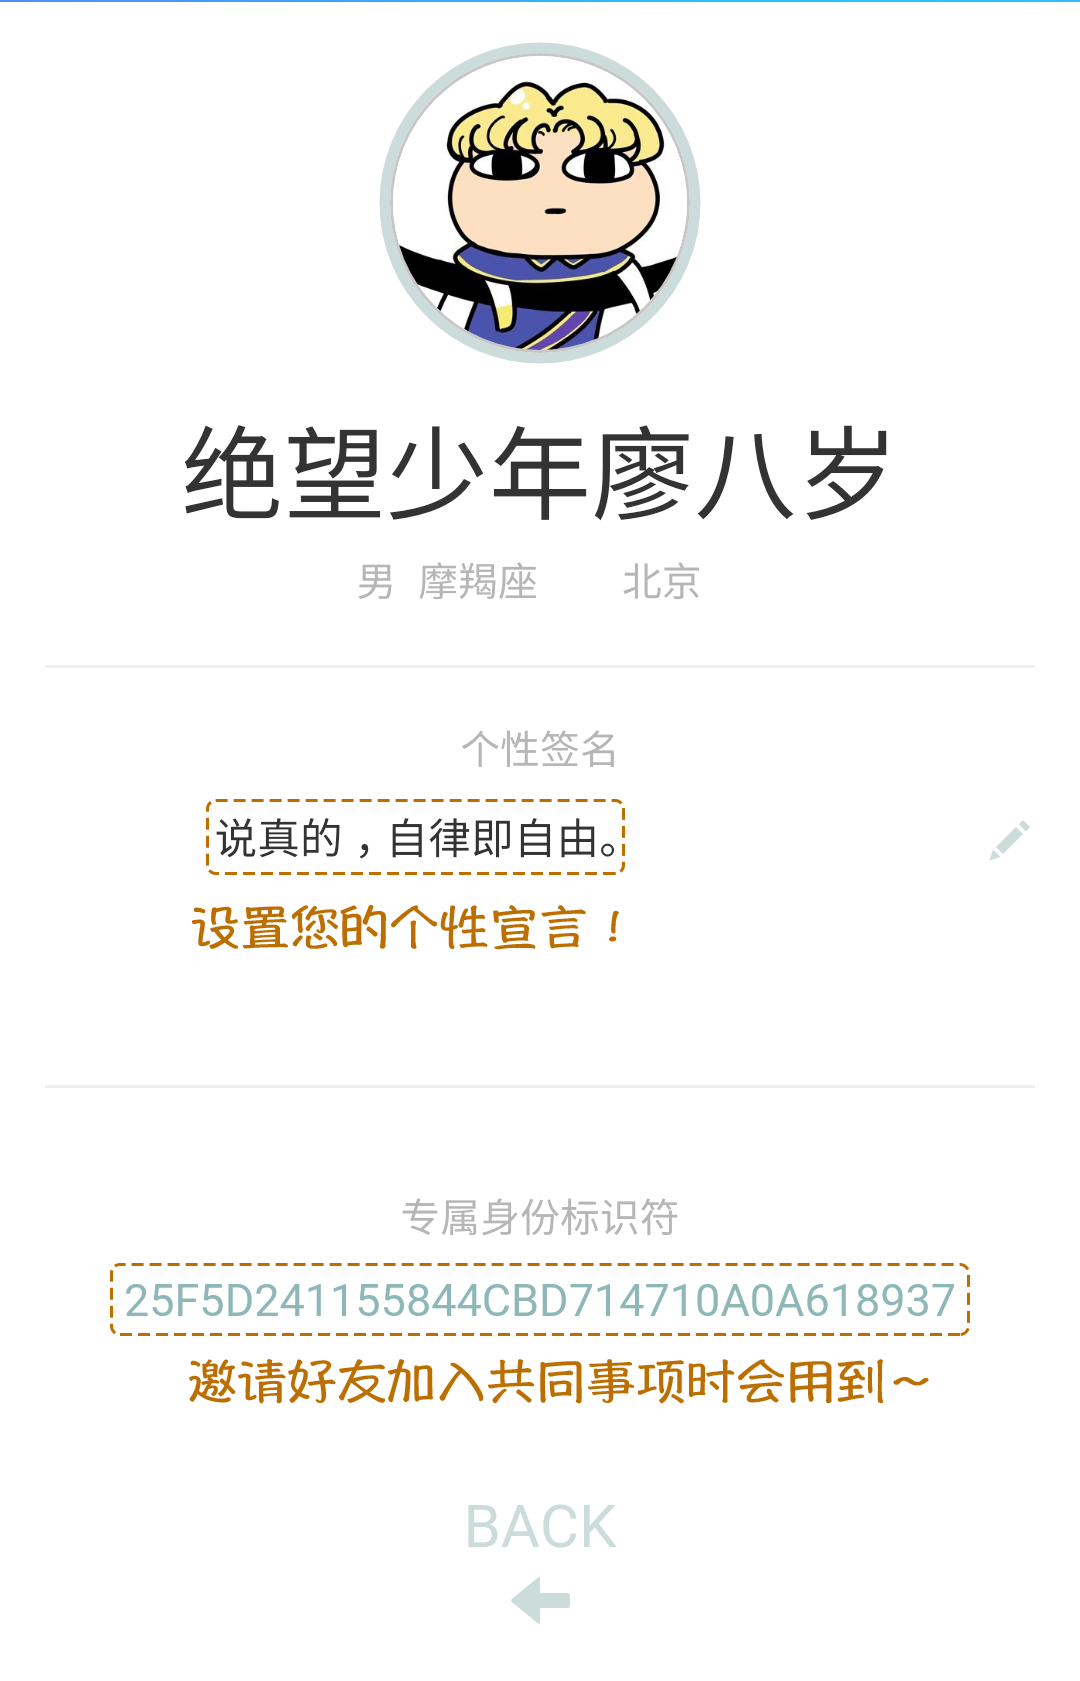 绝望少年廖八岁
男 摩羯座 北京
个性签名
说真的，自律即自由。
设置您的个性宣言！
专属身份标识符
25F5D241155844CBD714710A0A618937
邀请好友加入共同事项时会用到～
BACK